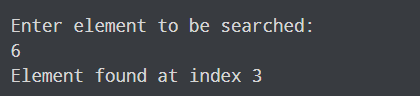 Enter element to be searched:
6
Element found at index 3